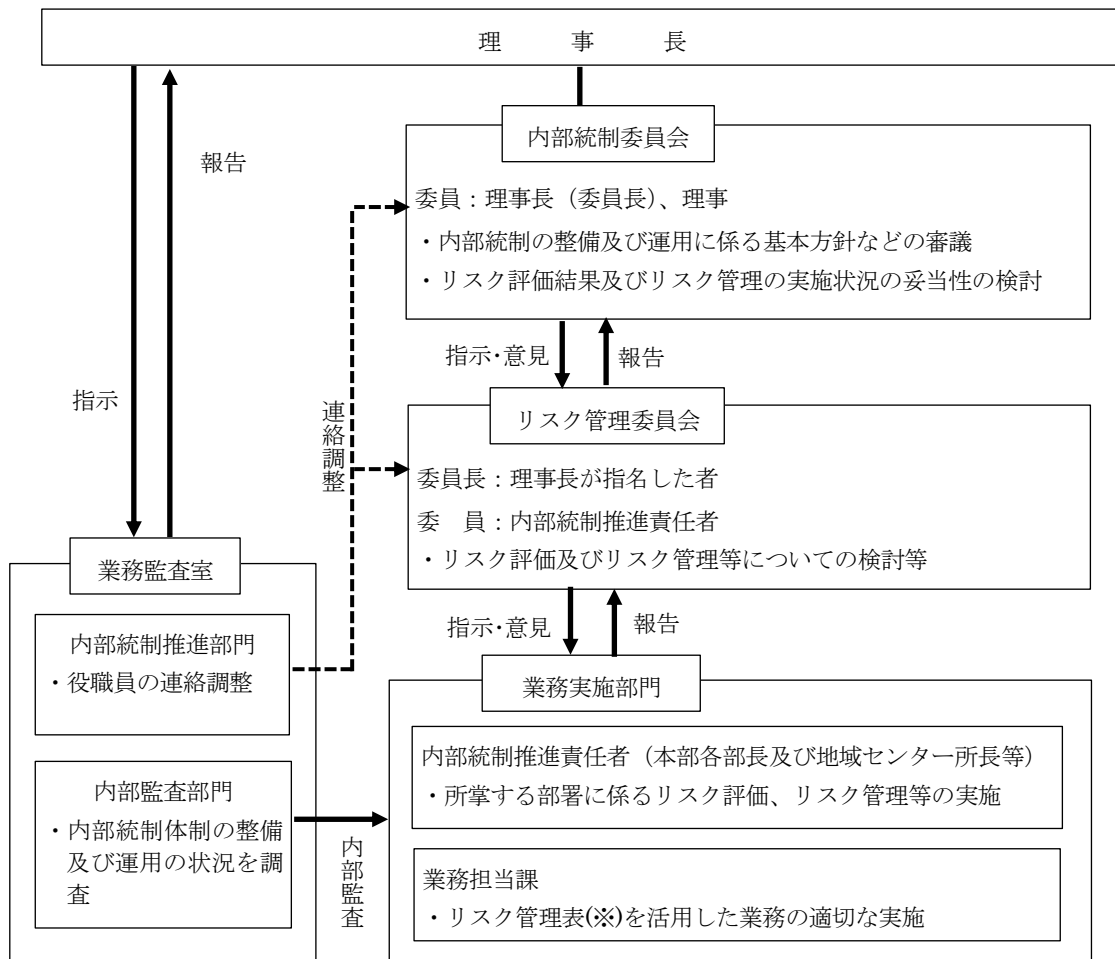 理事長
報告
指示
内部統制委員会
委員：理事長（委員長）、理事
・内部統制の整備及び運用に係る基本方針などの審議
・リスク評価結果及びリスク管理の実施状況の妥当性の検討
指示・意見
報告
連絡調整
リスク管理委員会
委員長：理事長が指名した者
委　員：内部統制推進責任者
・リスク評価及びリスク管理等についての検討等
指示・意見
報告
業務監査室
内部統制推進部門
・役職員の連絡調整
内部監査部門
・内部統制体制の整備
及び運用の状況を調
査
内部監査
業務実施部門
内部統制推進責任者（本部各部長及び地域センター所長等）
・所掌する部署に係るリスク評価、リスク管理等の実施
業務担当課
・リスク管理表(※)を活用した業務の適切な実施